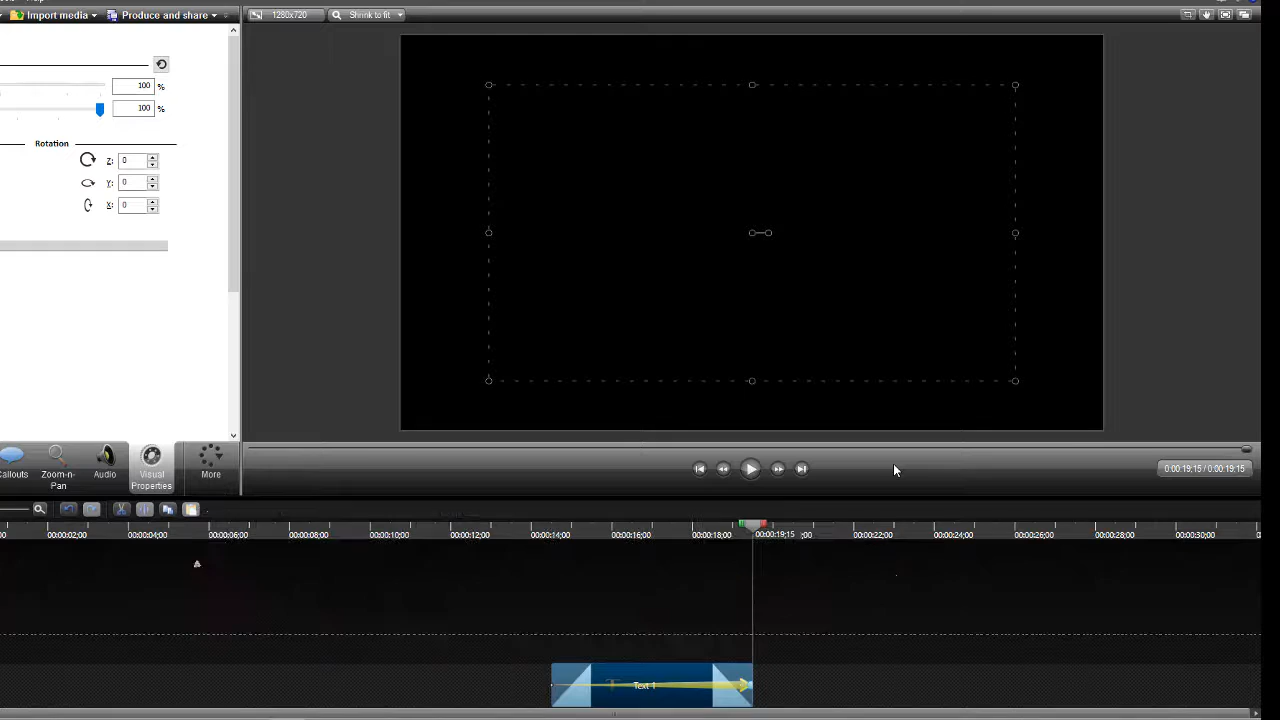 Import media
Produce and share
1280x720
Shrink to fit
100 %
100 %
Rotation
Z: 0
Y: 0
X: 0
Callouts
Zoom-n-Pan
Audio
Visual Properties
More
0:00:19;15 / 0:00:19;15
00:00:02;00
00:00:04;00
00:00:06;00
00:00:08;00
00:00:10;00
00:00:12;00
00:00:14;00
00:00:16;00
00:00:18;00
00:00:19;15
;00
00:00:22;00
00:00:24;00
00:00:26;00
00:00:28;00
00:00:30;00
Text 1